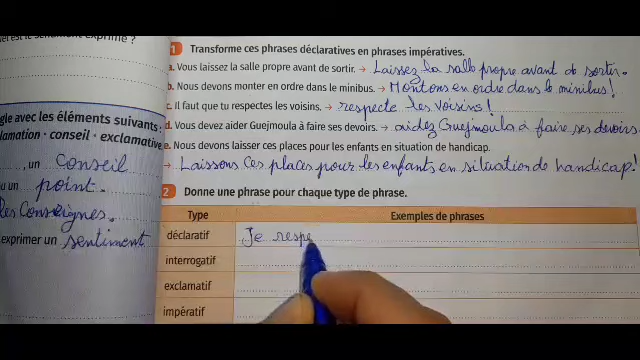 1 Transforme ces phrases déclaratives en phrases impératives.
a. Vous laissez la salle propre avant de sortir. → Laissez la salle propre avant de sortir.
b. Nous devons monter en ordre dans le minibus. → Montons en ordre dans le minibus!
c. Il faut que tu respectes les voisins. → respecte les voisins!
d. Vous devez aider Guejmoula à faire ses devoirs. → aidez Guejmoula à faire ses devoirs
e. Nous devons laisser ces places pour les enfants en situation de handicap.
→ Laissons ces places pour les enfants en situation de handicap!
gle avec les éléments suivants
lamation · conseil · exclamative
, un conseil
u un point.
les Consignes.
exprimer un sentiment
2 Donne une phrase pour chaque type de phrase.
Type Exemples de phrases
déclaratif Je respe
interrogatif
exclamatif
impératif